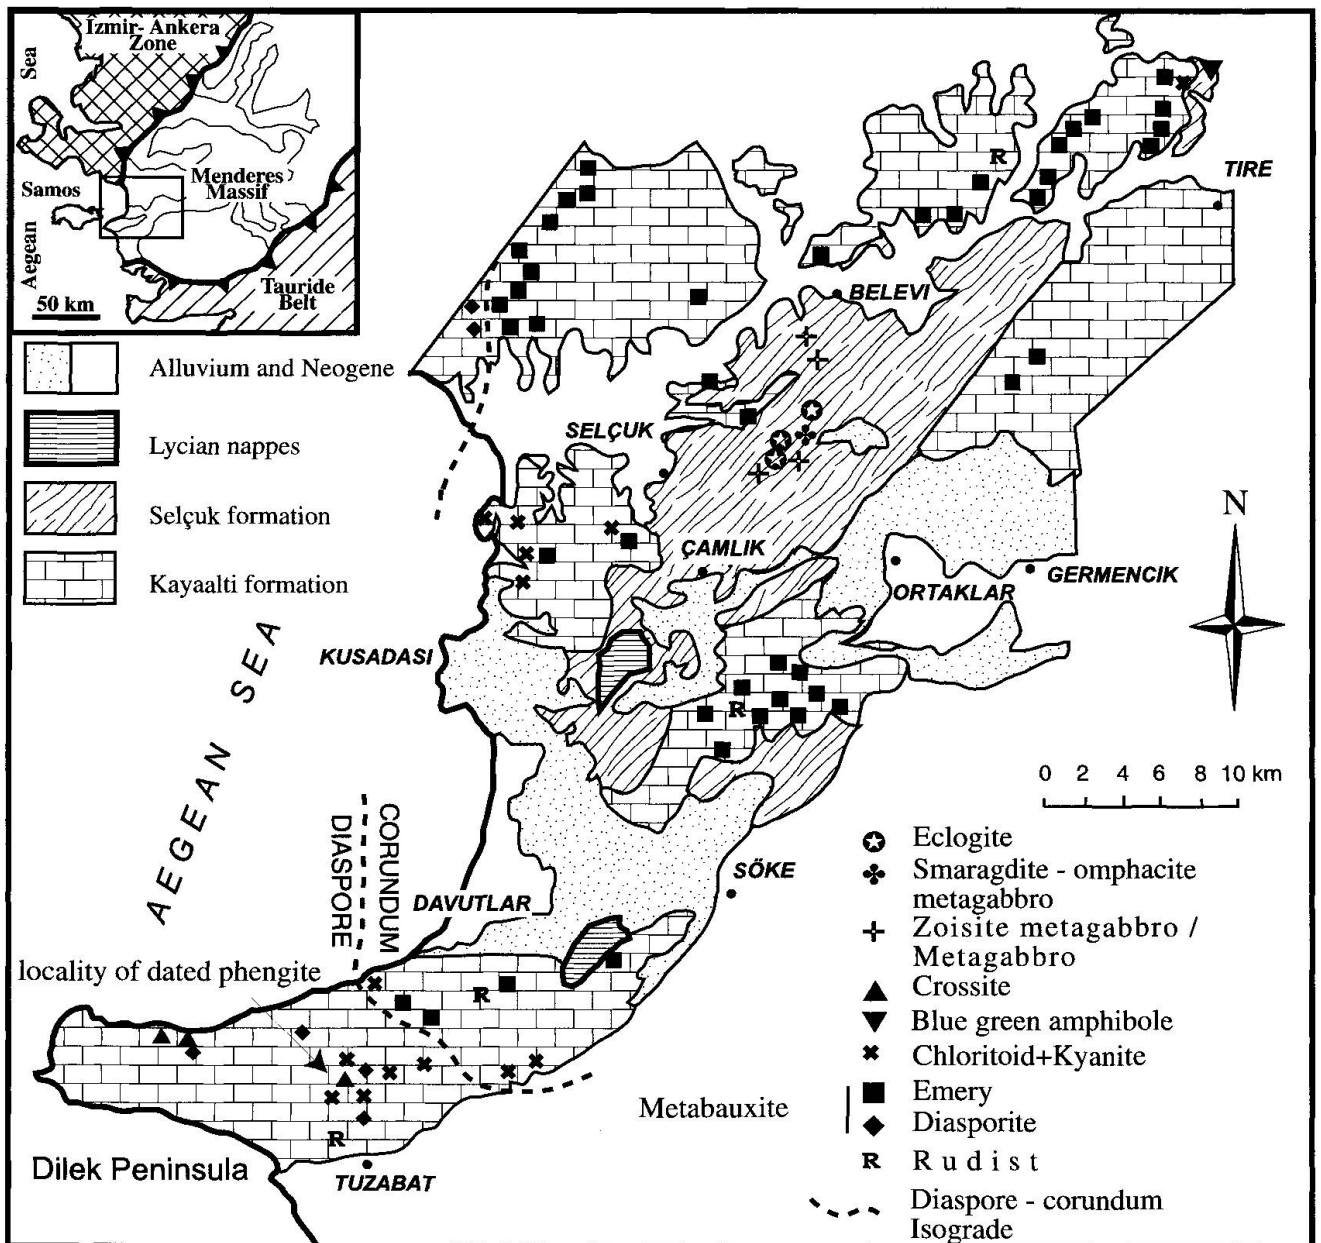 Izmir- Ankera
Zone
Sea
Samos
Menderes
Massif
Aegean
Tauride
Belt
50 km
Alluvium and Neogene
Lycian nappes
Selçuk formation
Kayaalti formation
R
TIRE
BELEVI
SELÇUK
ÇAMLIK
ORTAKLAR
GERMENCIK
N
KUSADASI
R
AEGEAN SEA
0 2 4 6 8 10 km
DIASPORE
CORUNDUM
SÖKE
DAVUTLAR
locality of dated phengite
R
R
Dilek Peninsula
TUZABAT
Eclogite
Smaragdite - omphacite
metagabbro
Zoisite metagabbro /
Metagabbro
Crossite
Blue green amphibole
Chloritoid+Kyanite
Metabauxite
Emery
Diasporite
R Rudist
Diaspore - corundum
Isograde